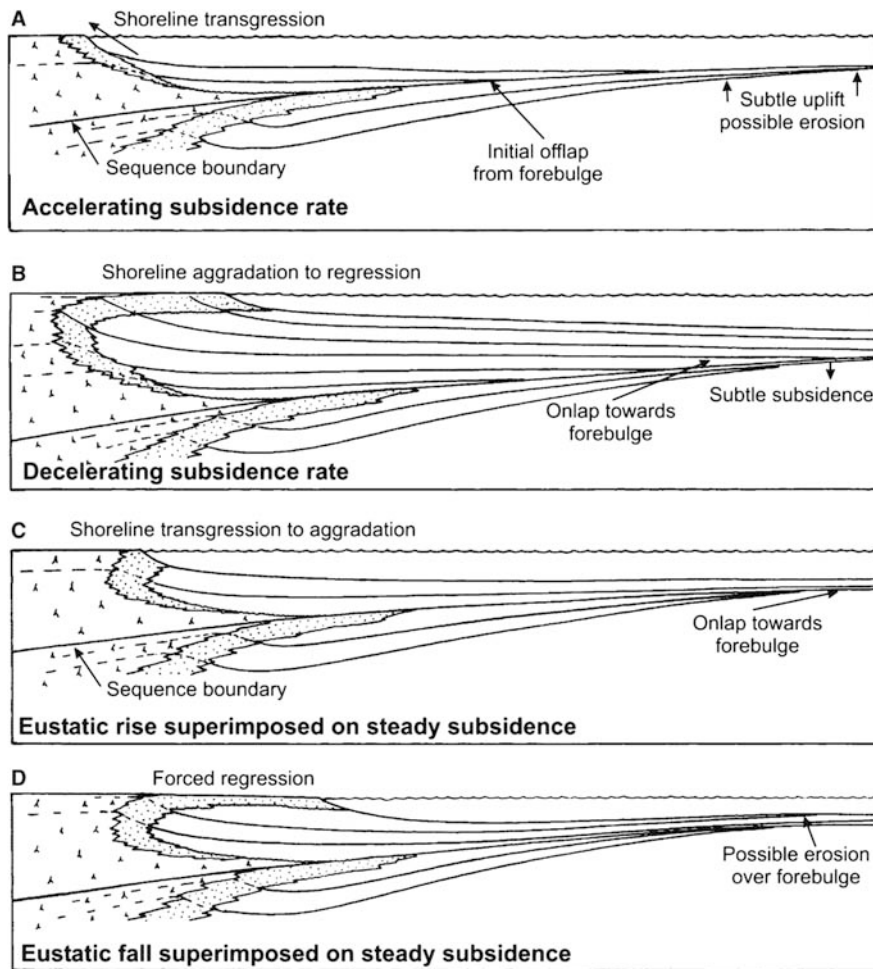 A
Shoreline transgression
Subtle uplift
possible erosion
Initial offlap
from forebulge
Sequence boundary
Accelerating subsidence rate
B
Shoreline aggradation to regression
Onlap towards
forebulge
Subtle subsidence
Decelerating subsidence rate
C
Shoreline transgression to aggradation
Onlap towards
forebulge
Sequence boundary
Eustatic rise superimposed on steady subsidence
D
Forced regression
Possible erosion
over forebulge
Eustatic fall superimposed on steady subsidence